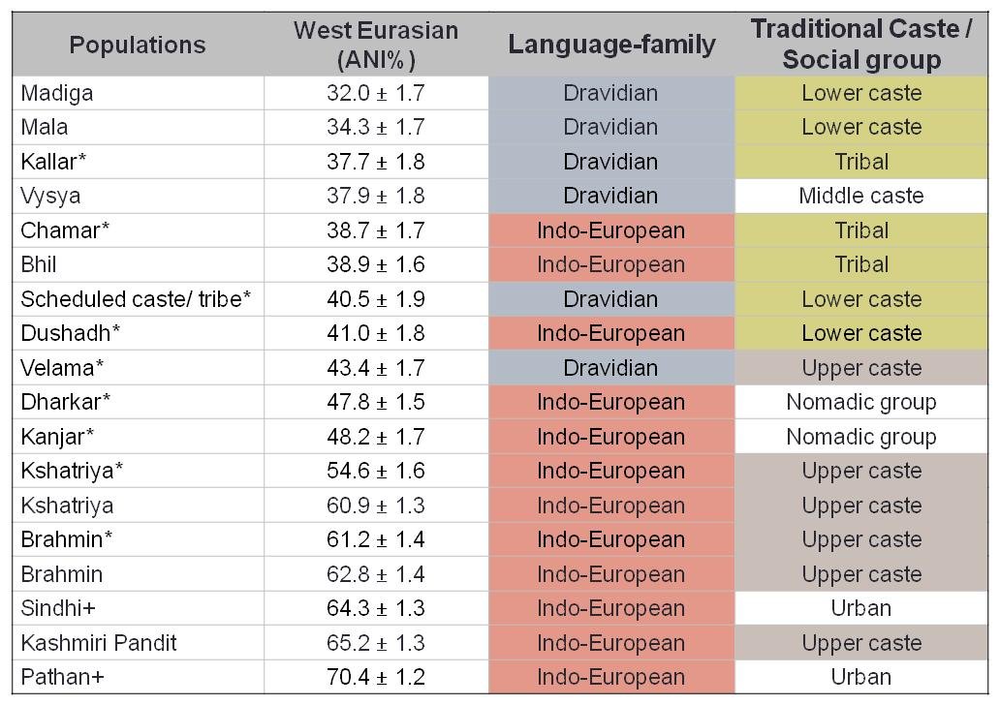 Populations West Eurasian (ANI%) Language-family Traditional Caste / Social group
Madiga 32.0 ± 1.7 Dravidian Lower caste
Mala 34.3 ± 1.7 Dravidian Lower caste
Kallar* 37.7 ± 1.8 Dravidian Tribal
Vysya 37.9 ± 1.8 Dravidian Middle caste
Chamar* 38.7 ± 1.7 Indo-European Tribal
Bhil 38.9 ± 1.6 Indo-European Tribal
Scheduled caste/ tribe* 40.5 ± 1.9 Dravidian Lower caste
Dushadh* 41.0 ± 1.8 Indo-European Lower caste
Velama* 43.4 ± 1.7 Dravidian Upper caste
Dharkar* 47.8 ± 1.5 Indo-European Nomadic group
Kanjar* 48.2 ± 1.7 Indo-European Nomadic group
Kshatriya* 54.6 ± 1.6 Indo-European Upper caste
Kshatriya 60.9 ± 1.3 Indo-European Upper caste
Brahmin* 61.2 ± 1.4 Indo-European Upper caste
Brahmin 62.8 ± 1.4 Indo-European Upper caste
Sindhi+ 64.3 ± 1.3 Indo-European Urban
Kashmiri Pandit 65.2 ± 1.3 Indo-European Upper caste
Pathan+ 70.4 ± 1.2 Indo-European Urban